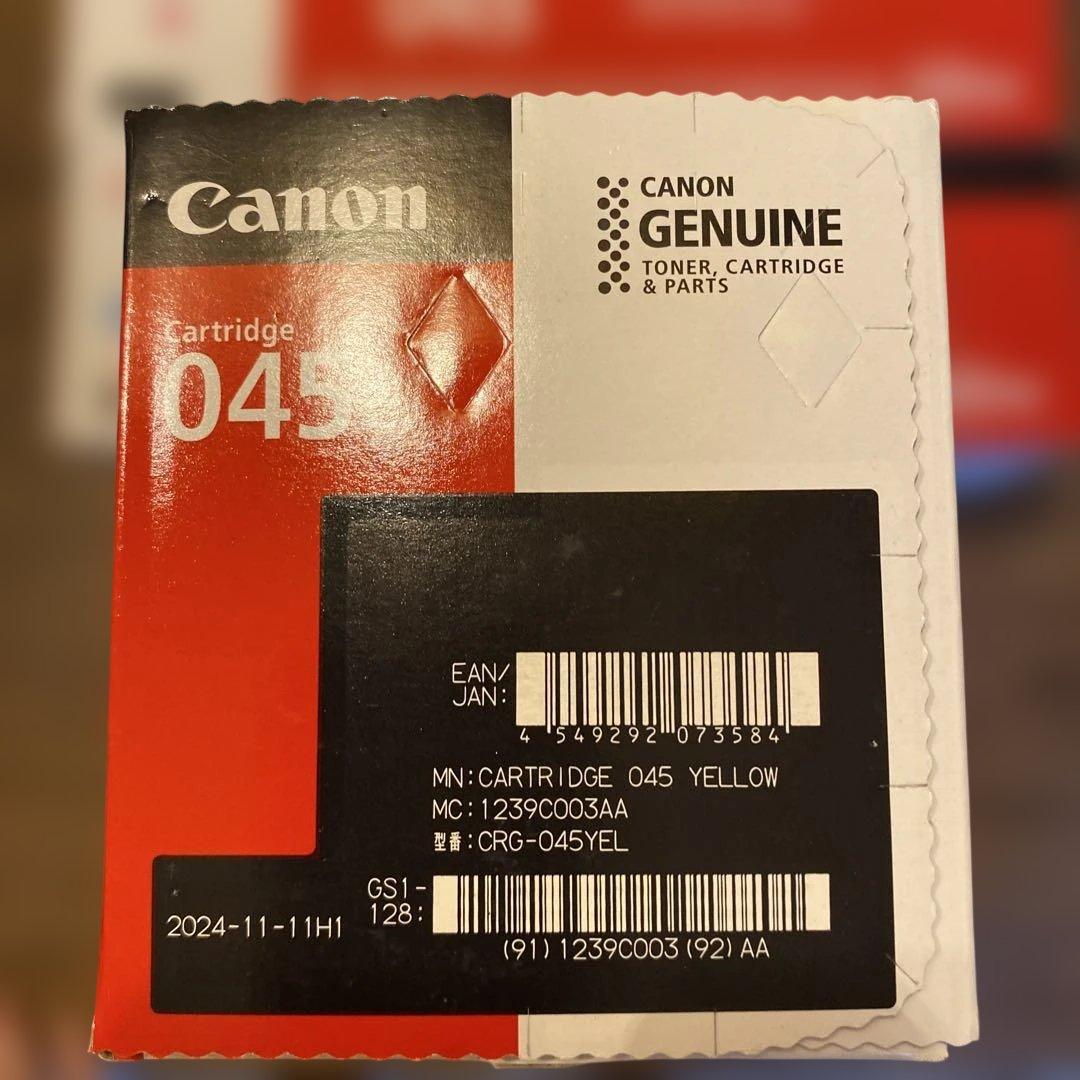 Canon
Cartridge
045
CANON
GENUINE
TONER, CARTRIDGE
& PARTS
EAN/
JAN:
4 549292 073584
MN:CARTRIDGE 045 YELLOW
MC:1239C003AA
型番:CRG-045YEL
GS1-
128:
2024-11-11H1
(91)1239C003(92)AA